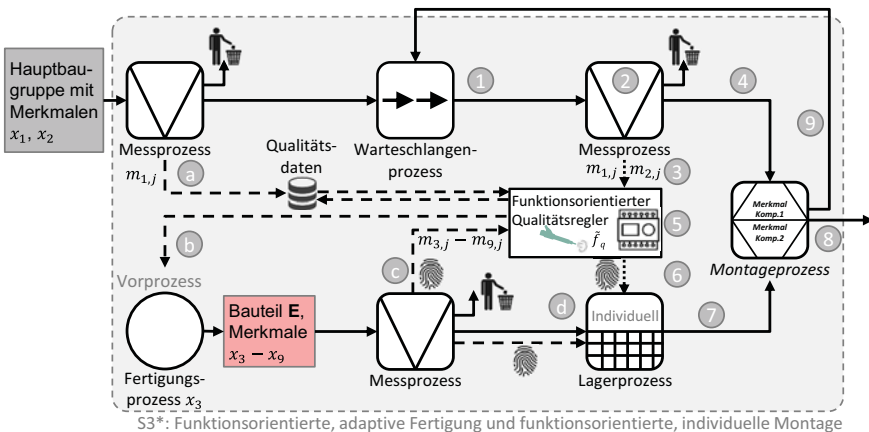 Hauptbau-
gruppe mit
Merkmalen
x₁, x₂
Messprozess
m₁,ⱼ
a
Qualitäts-
daten
Warteschlangen-
prozess
1
2
Messprozess
m₁,ⱼ
m₂,ⱼ
3
4
9
Funktionsorientierter
Qualitätsregler
f̃ q
5
Merkmal
Komp.1
Merkmal
Komp.2
Montageprozess
8
b
m₃,ⱼ – m₉,ⱼ
c
6
Vorprozess
Fertigungs-
prozess x₃
Bauteil E,
Merkmale
x₃ – x₉
Messprozess
d
Individuell
Lagerprozess
7
S3*: Funktionsorientierte, adaptive Fertigung und funktionsorientierte, individuelle Montage